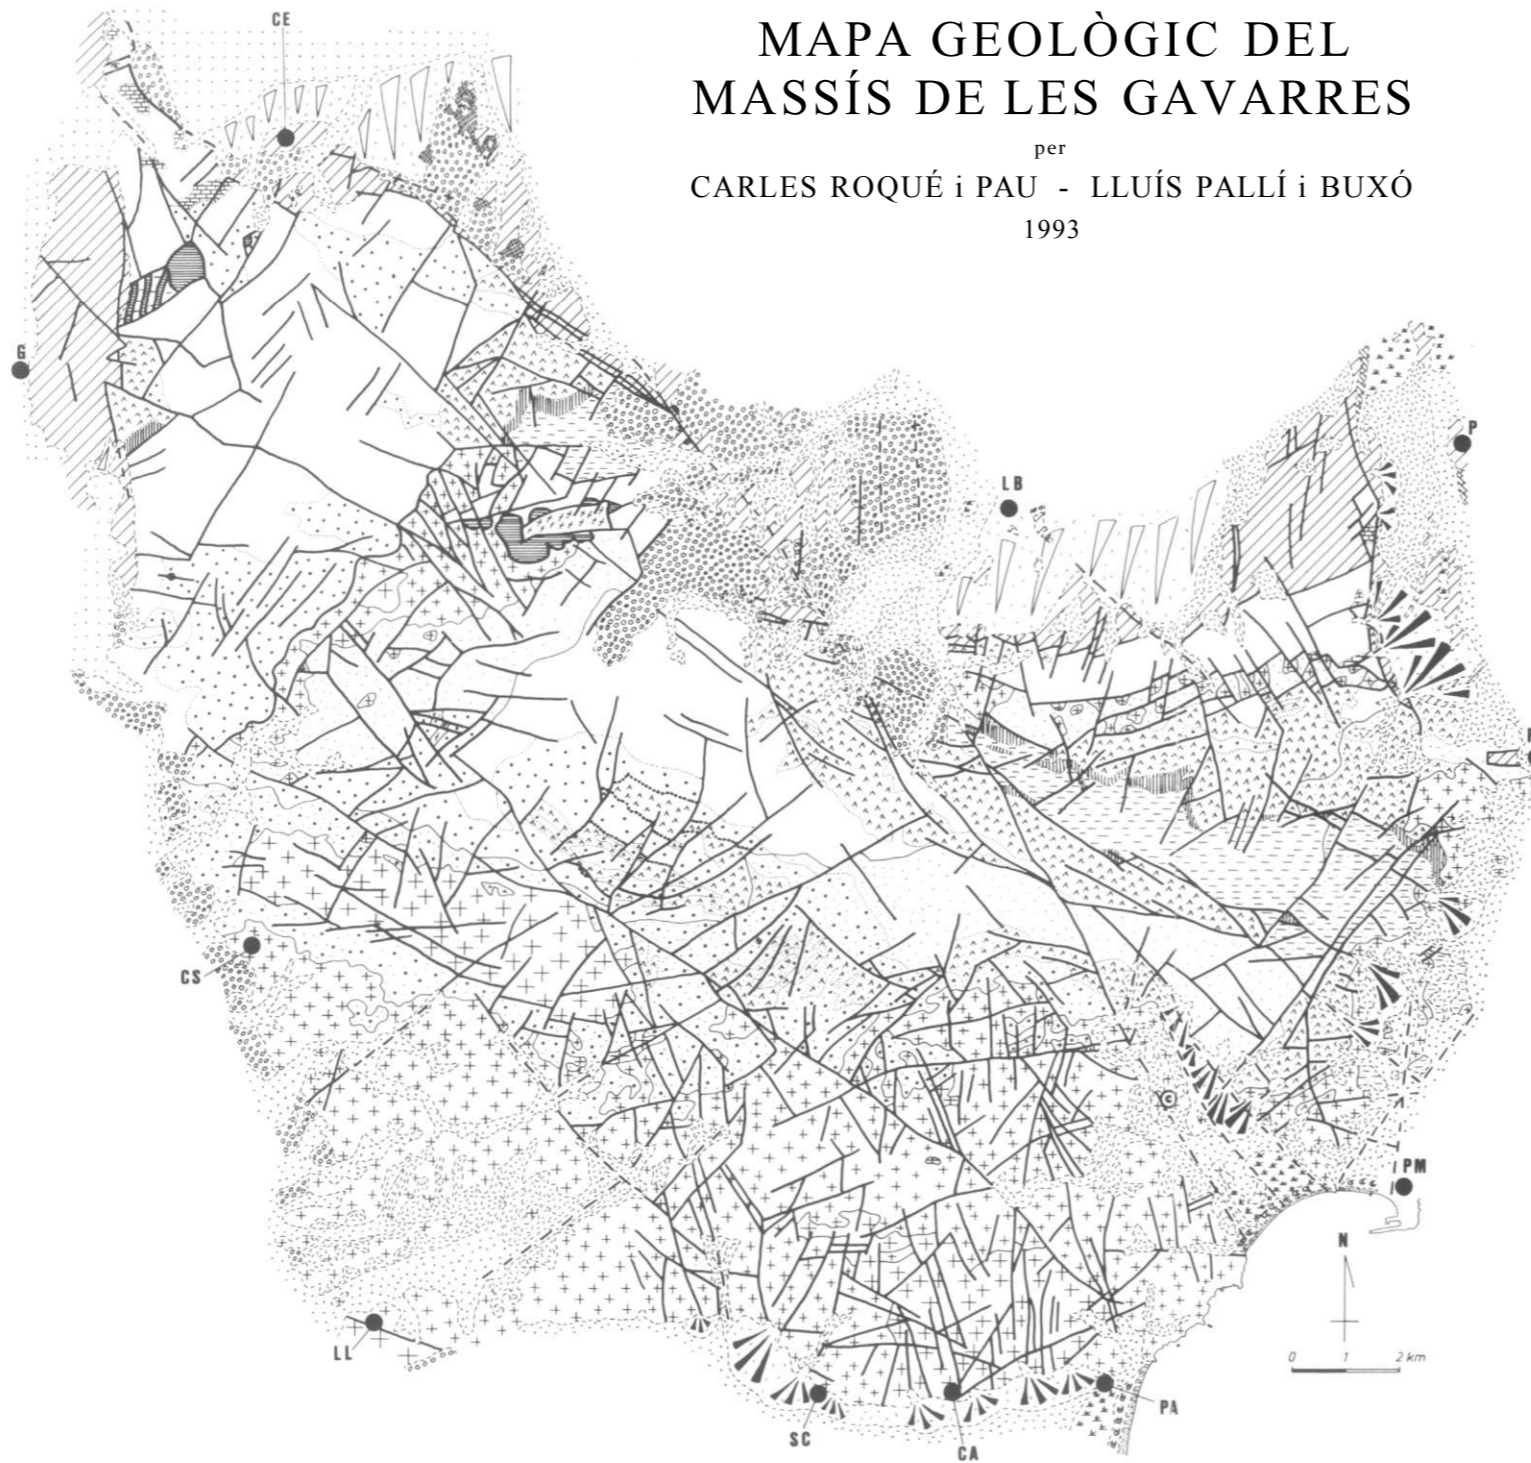 MAPA GEOLÒGIC DEL
MASSÍS DE LES GAVARRES
per
CARLES ROQUÉ i PAU - LLUÍS PALLÍ i BUXÓ
1993
CE
G
P
LB
CS
PM
N
0 1 2 km
LL
PA
SC
CA